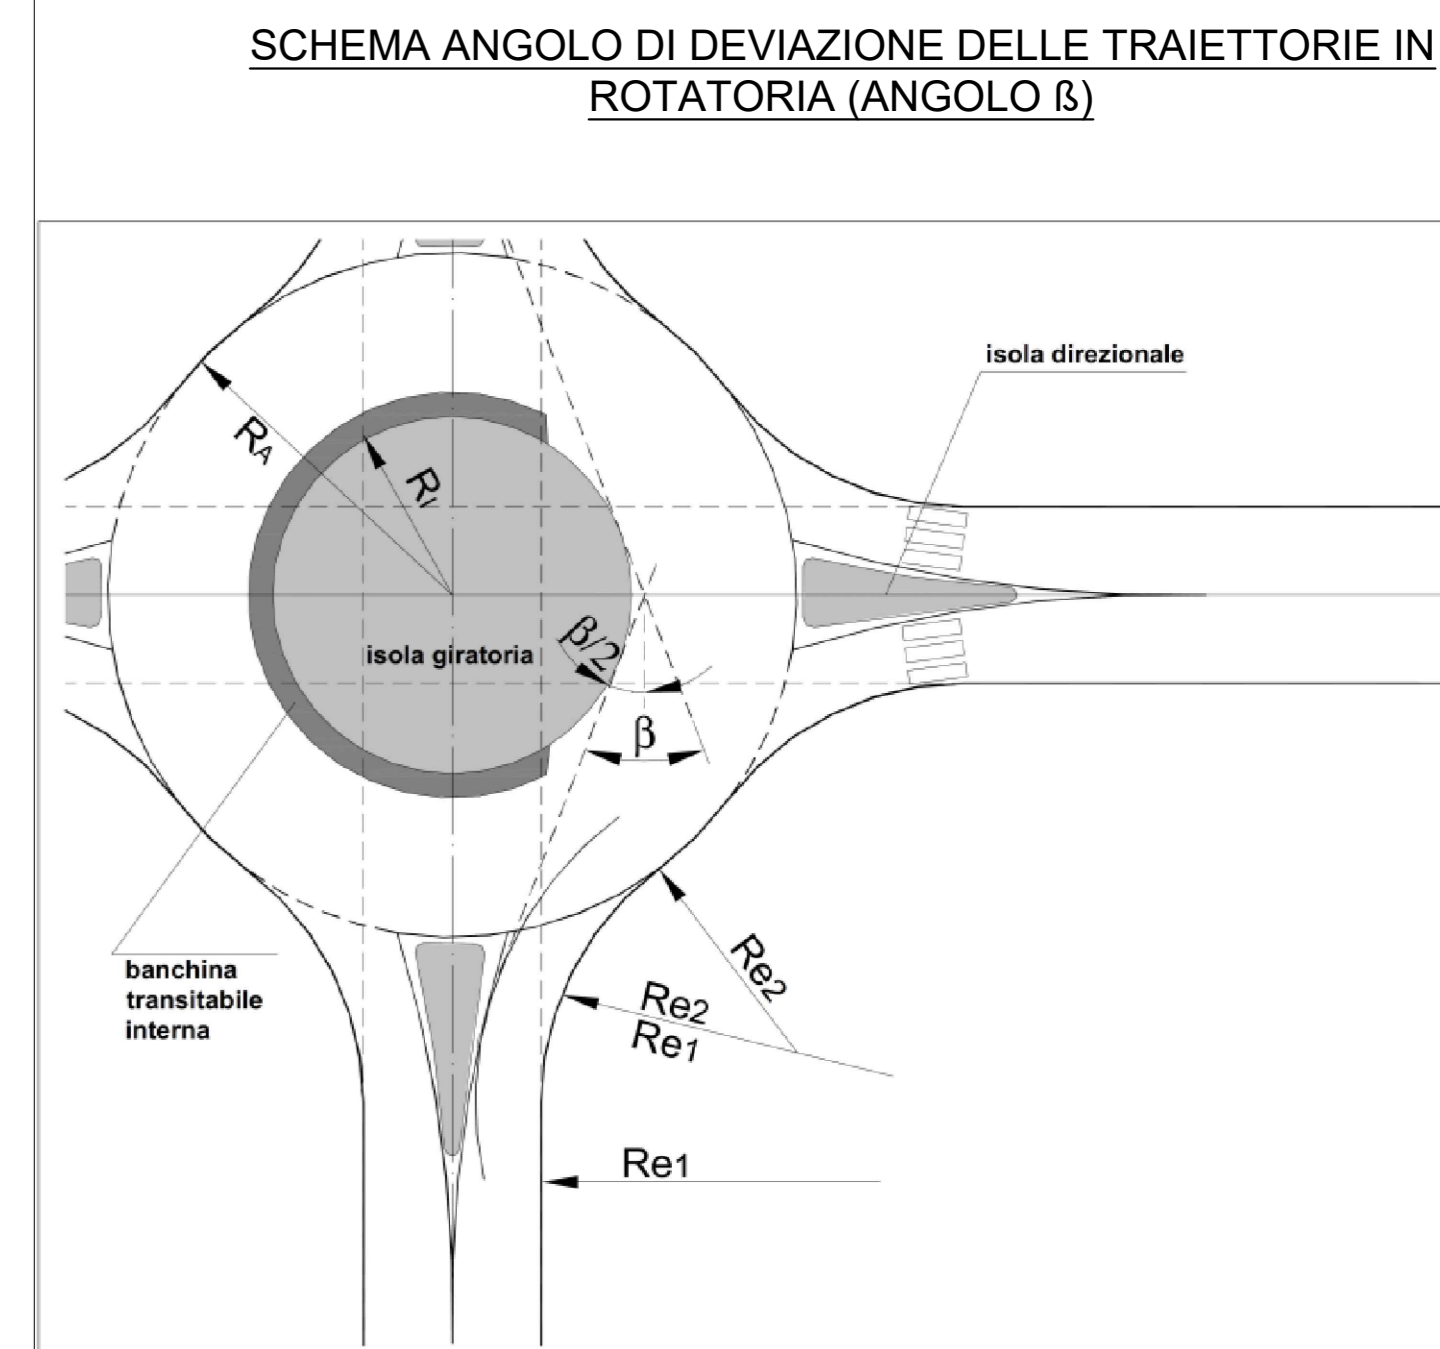 SCHEMA ANGOLO DI DEVIAZIONE DELLE TRAIETTORIE IN
ROTATORIA (ANGOLO ß)
isola direzionale
RA
RI
β/2
isola giratoria
β
banchina
transitabile
interna
Re2
Re2
Re1
Re1